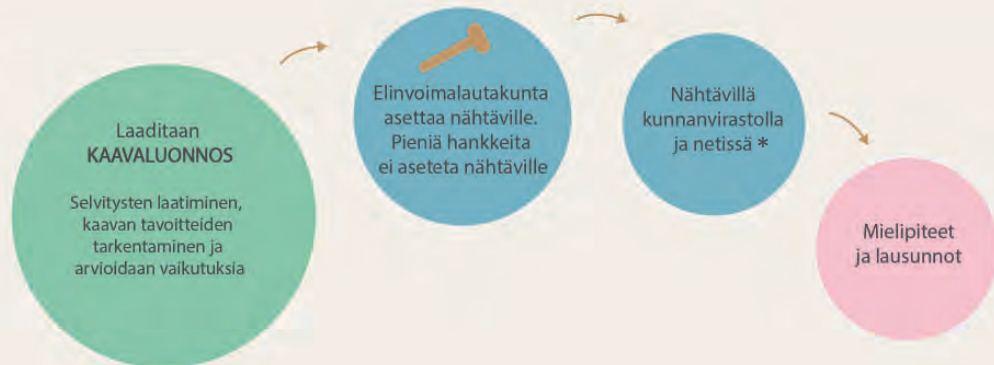 Laaditaan
KAAVALUONNOS
Selvitysten laatiminen,
kaavan tavoitteiden
tarkentaminen ja
arvioidaan vaikutuksia
Elinvoimalautakunta
asettaa nähtäville.
Pieniä hankkeita
ei aseteta nähtäville
Nähtävillä
kunnanvirastolla
ja netissä *
Mielipiteet
ja lausunnot